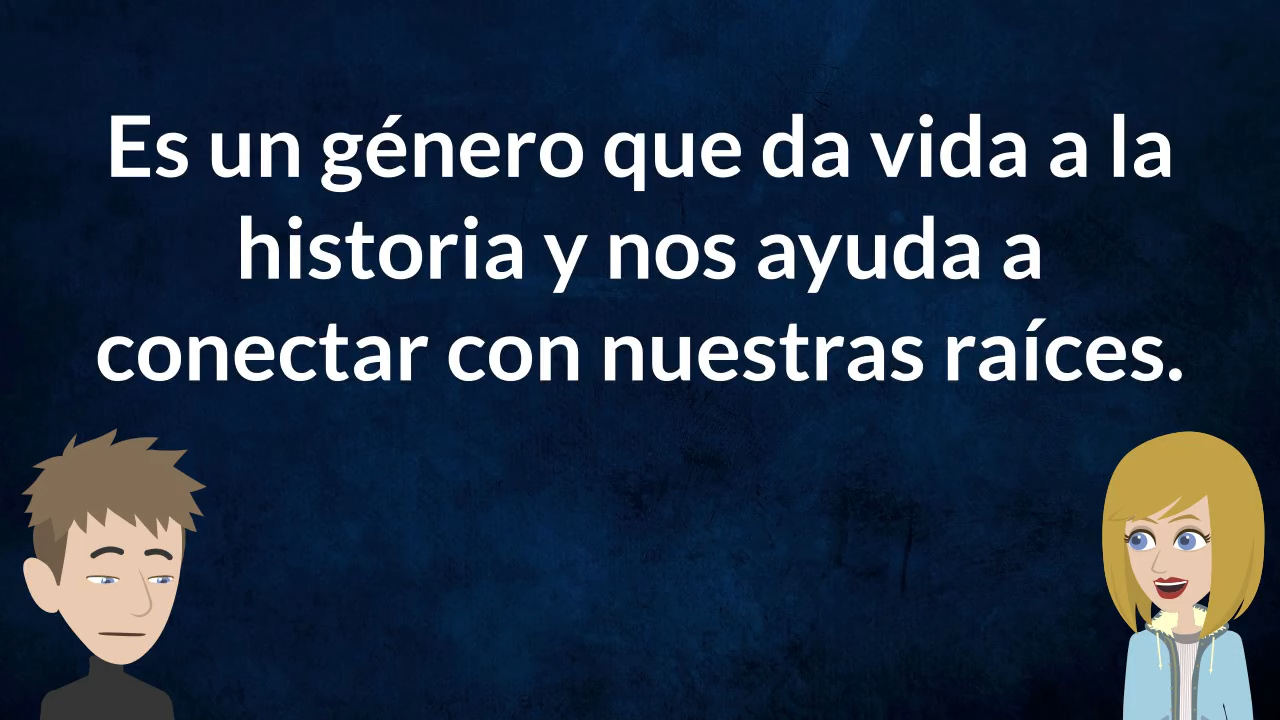 Es un género que da vida a la
historia y nos ayuda a
conectar con nuestras raíces.